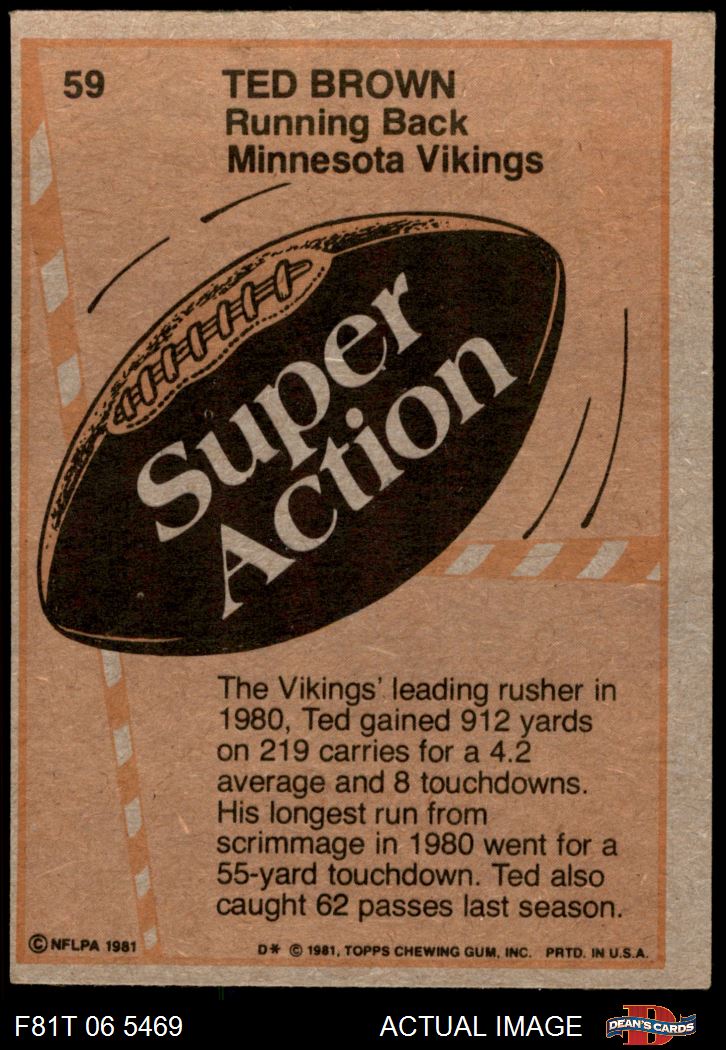 59
TED BROWN
Running Back
Minnesota Vikings
Super
Action
The Vikings' leading rusher in
1980, Ted gained 912 yards
on 219 carries for a 4.2
average and 8 touchdowns.
His longest run from
scrimmage in 1980 went for a
55-yard touchdown. Ted also
caught 62 passes last season.
© NFLPA 1981
D* © 1981, TOPPS CHEWING GUM, INC. PRTD. IN U.S.A.
F81T 06 5469
ACTUAL IMAGE
D
DEAN'S CARDS